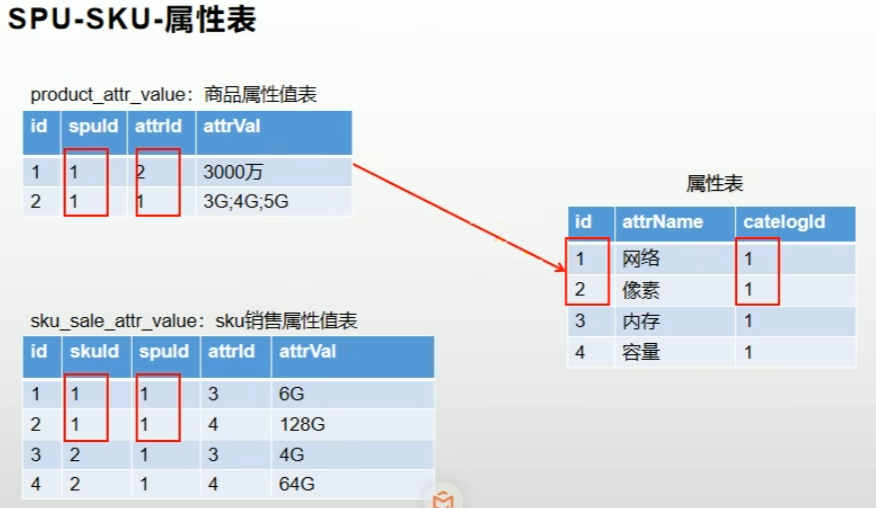 SPU-SKU-属性表
product_attr_value：商品属性值表
id spuId attrId attrVal
1 1 2 3000万
2 1 1 3G;4G;5G
属性表
id attrName catelogId
1 网络 1
2 像素 1
3 内存 1
4 容量 1
sku_sale_attr_value：sku销售属性值表
id skuId spuId attrId attrVal
1 1 1 3 6G
2 1 1 4 128G
3 2 1 3 4G
4 2 1 4 64G